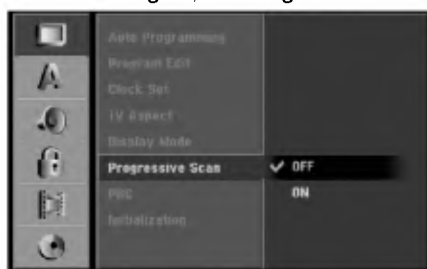 Auto Programming
Program Edit
Clock Set
TV Aspect
Display Mode
Progressive Scan ✓ OFF
ON
PBC
Initialization